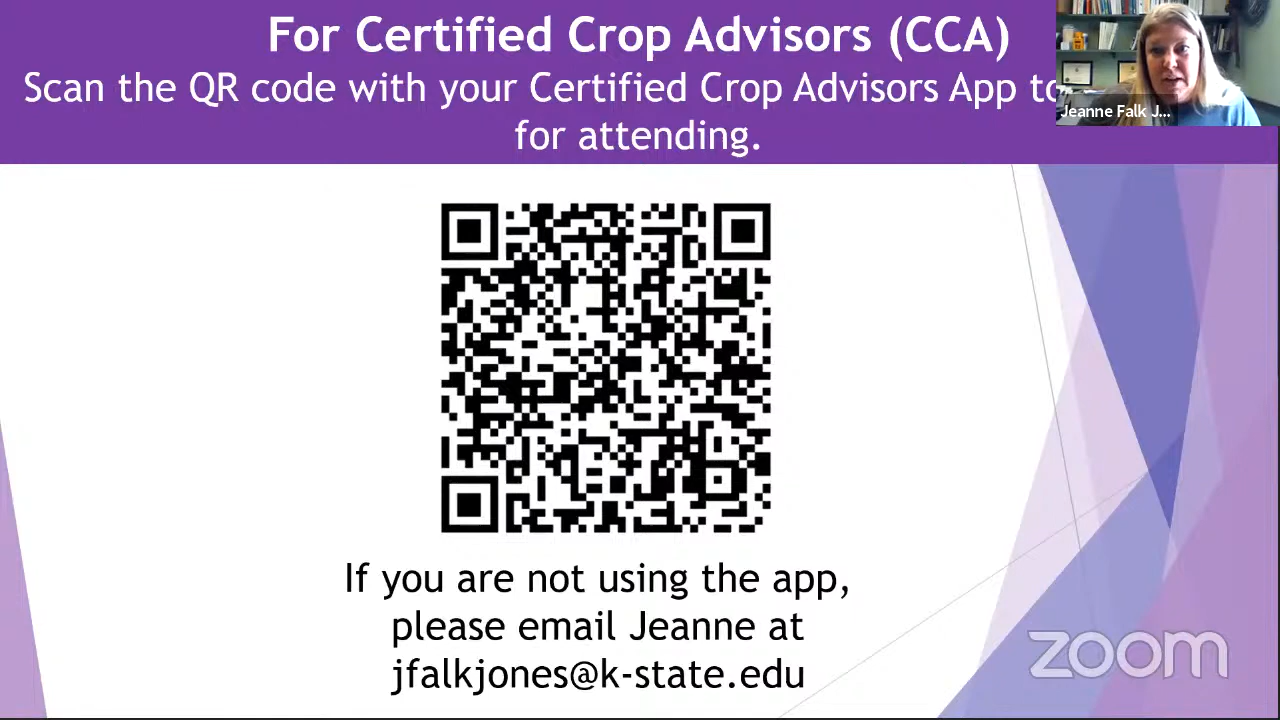 For Certified Crop Advisors (CCA)
Scan the QR code with your Certified Crop Advisors App to
for attending.
Jeanne Falk J...
If you are not using the app,
please email Jeanne at
jfalkjones@k-state.edu
zoom